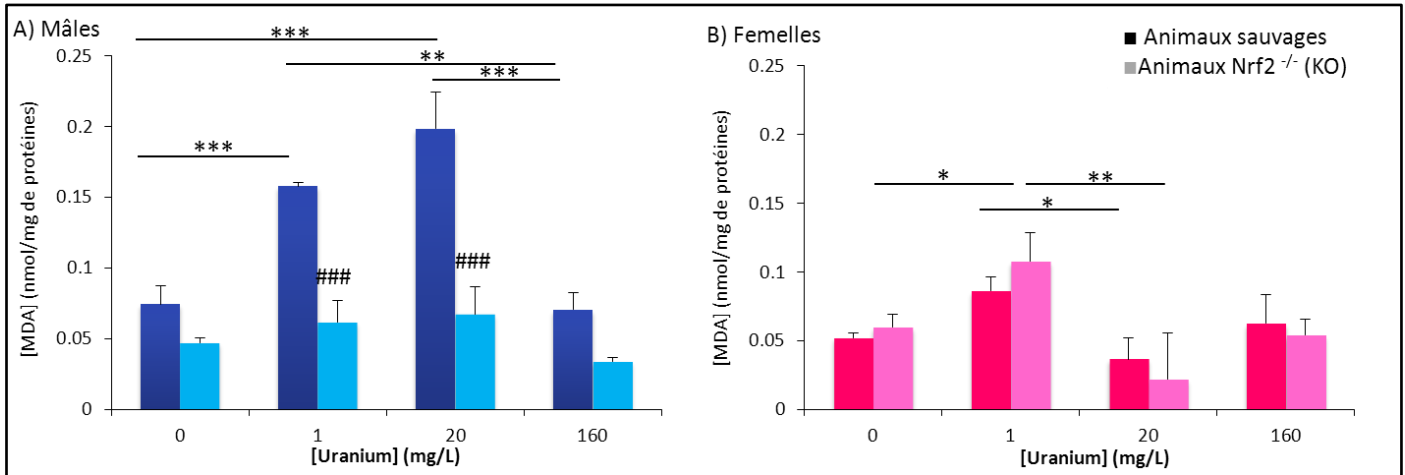 A) Mâles
***
**
***
***
###
###
[MDA] (nmol/mg de protéines)
0.25
0.2
0.15
0.1
0.05
0
0 1 20 160
[Uranium] (mg/L)
B) Femelles
Animaux sauvages
Animaux Nrf2 -/- (KO)
*
**
*
[MDA] (nmol/mg de protéines)
0.25
0.2
0.15
0.1
0.05
0
0 1 20 160
[Uranium] (mg/L)